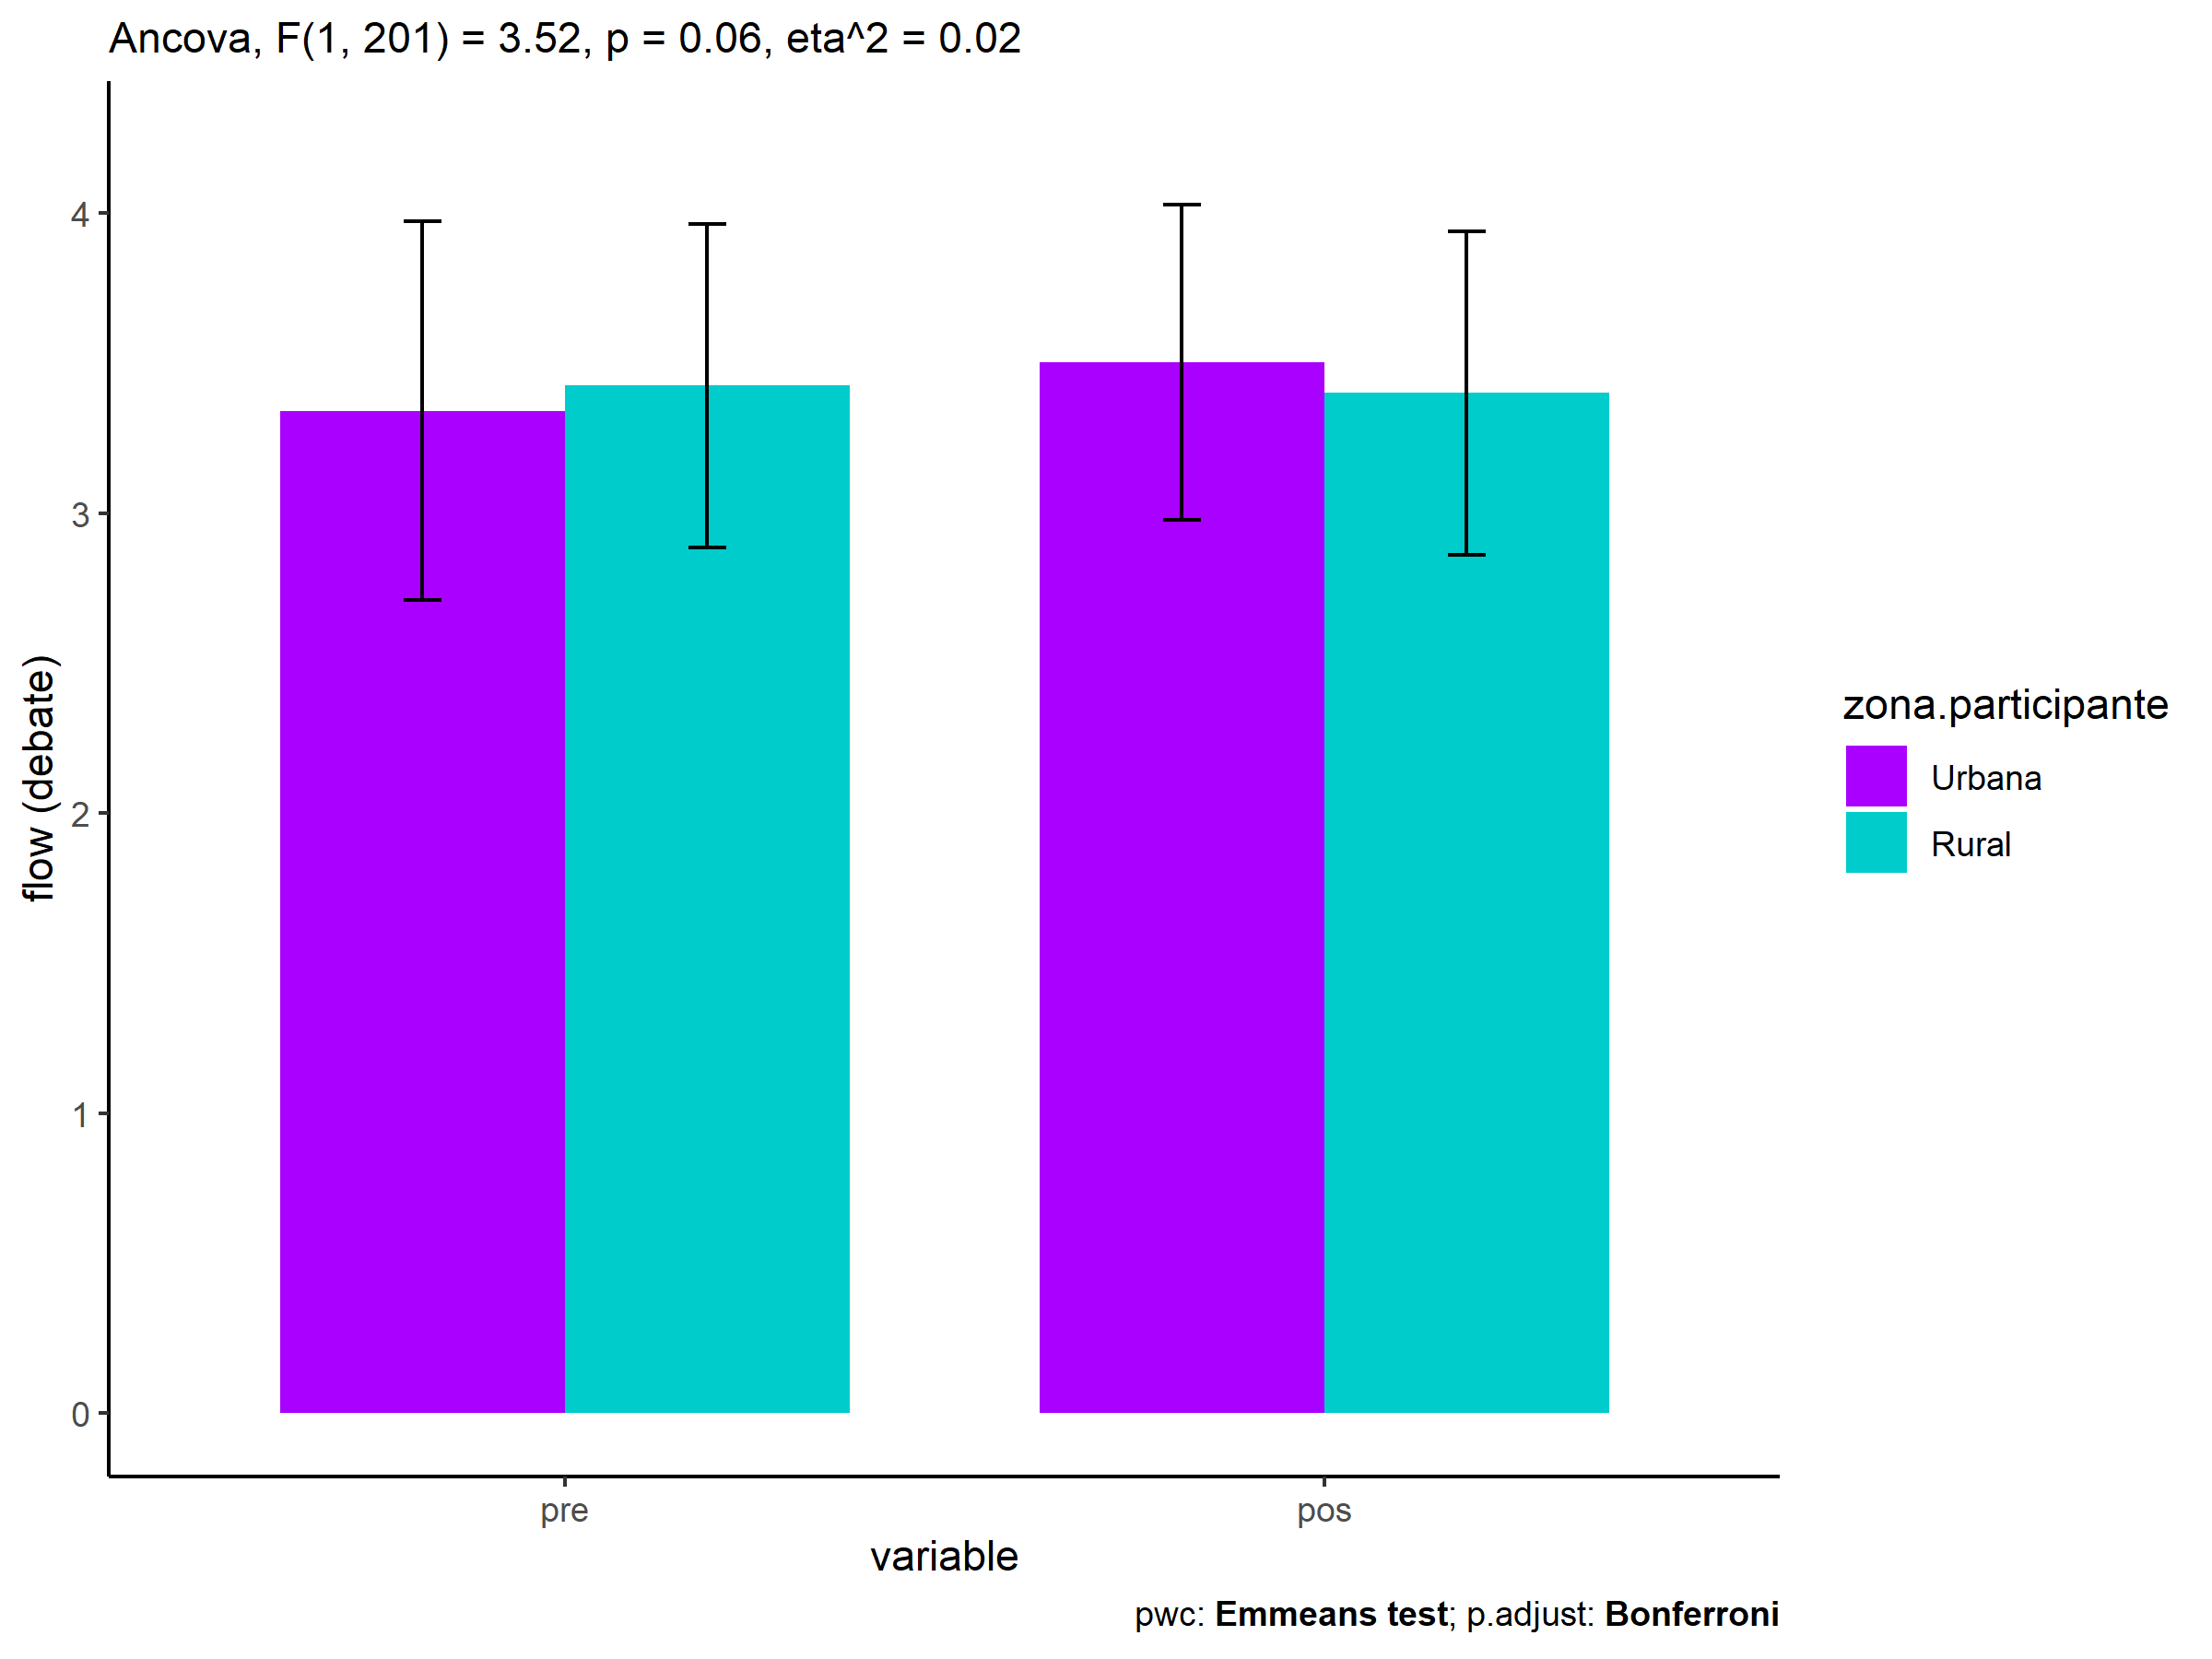 Ancova, F(1, 201) = 3.52, p = 0.06, eta^2 = 0.02
flow (debate)
4
3
2
1
0
pre
pos
variable
zona.participante
Urbana
Rural
pwc: Emmeans test; p.adjust: Bonferroni